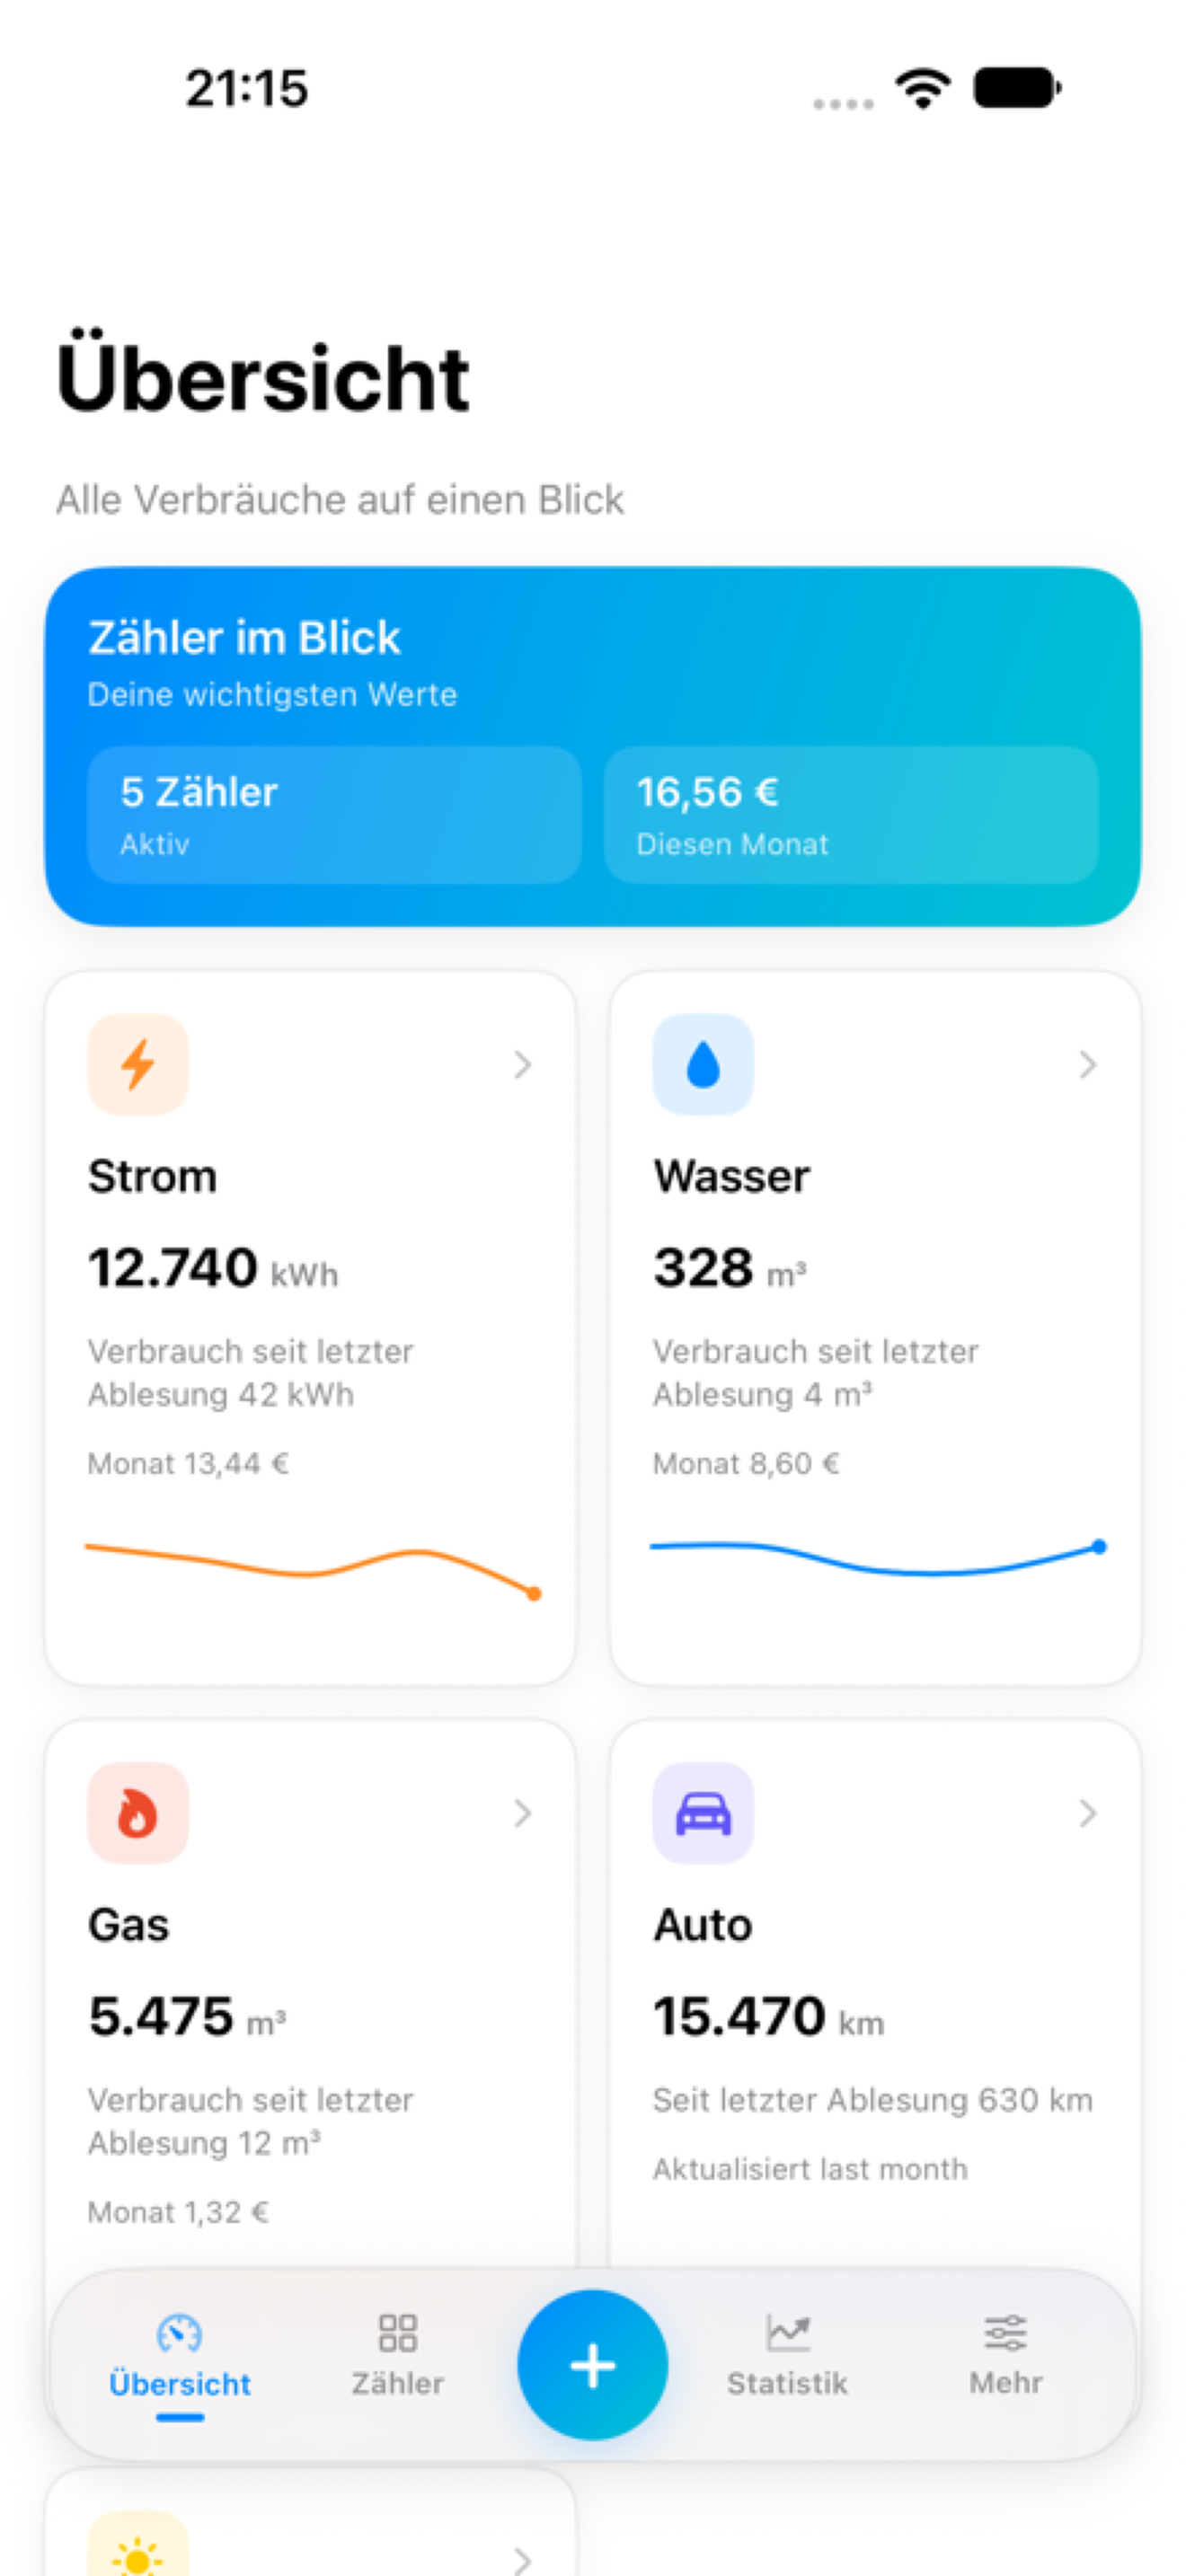 21:15
Übersicht
Alle Verbräuche auf einen Blick
Zähler im Blick
Deine wichtigsten Werte
5 Zähler
Aktiv
16,56 €
Diesen Monat
Strom
12.740 kWh
Verbrauch seit letzter
Ablesung 42 kWh
Monat 13,44 €
Wasser
328 m³
Verbrauch seit letzter
Ablesung 4 m³
Monat 8,60 €
Gas
5.475 m³
Verbrauch seit letzter
Ablesung 12 m³
Monat 1,32 €
Auto
15.470 km
Seit letzter Ablesung 630 km
Aktualisiert last month
Übersicht
Zähler
Statistik
Mehr